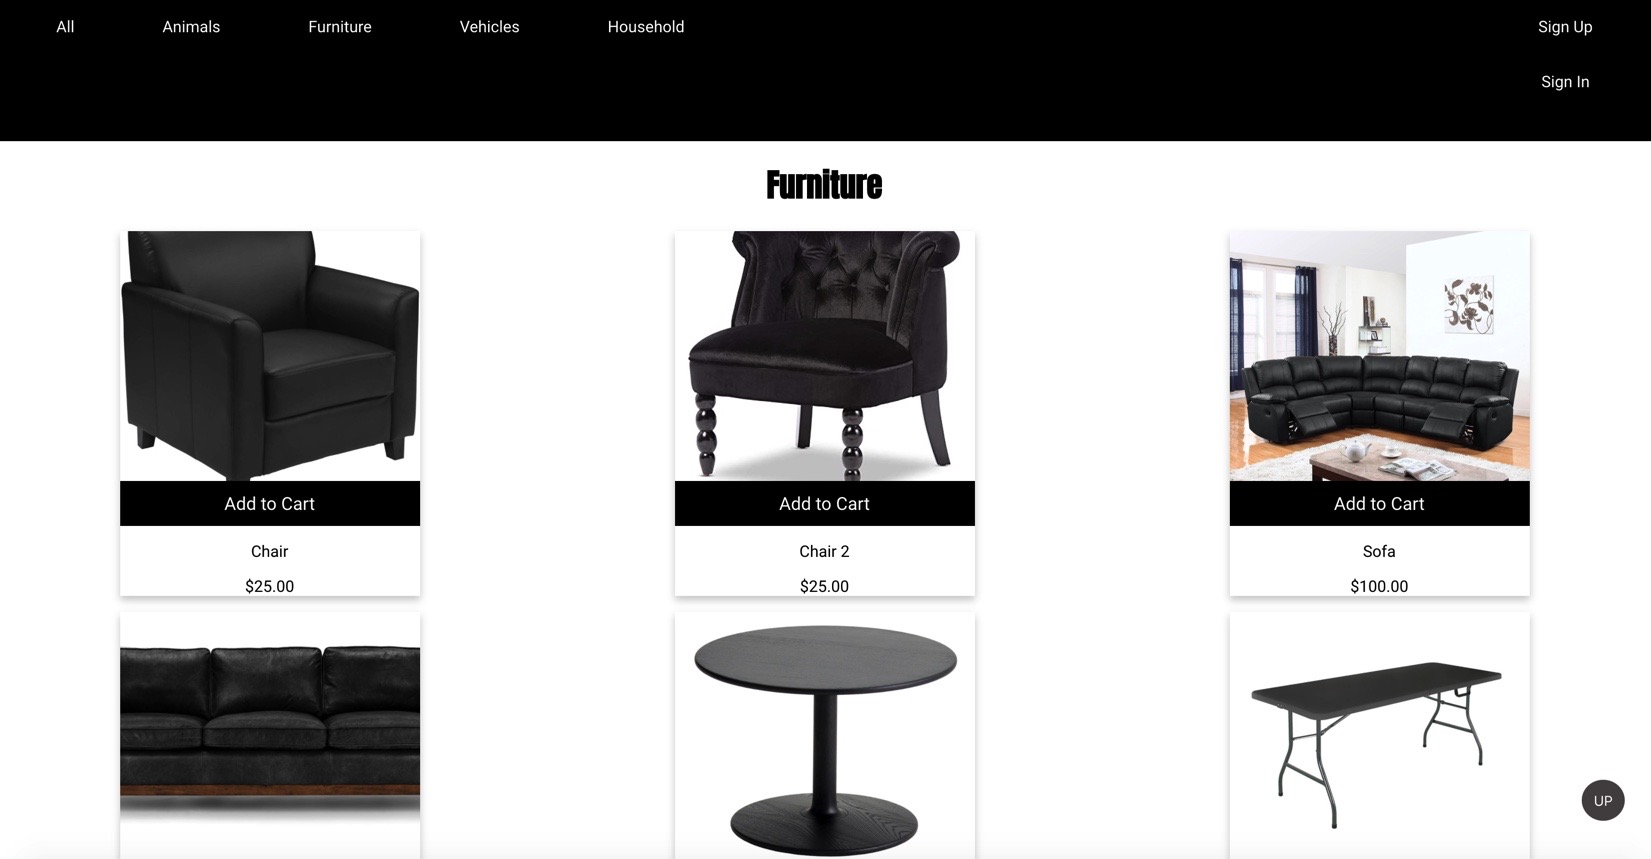 All Animals Furniture Vehicles Household Sign Up
Sign In
Furniture
Add to Cart Add to Cart Add to Cart
Chair Chair 2 Sofa
$25.00 $25.00 $100.00
UP